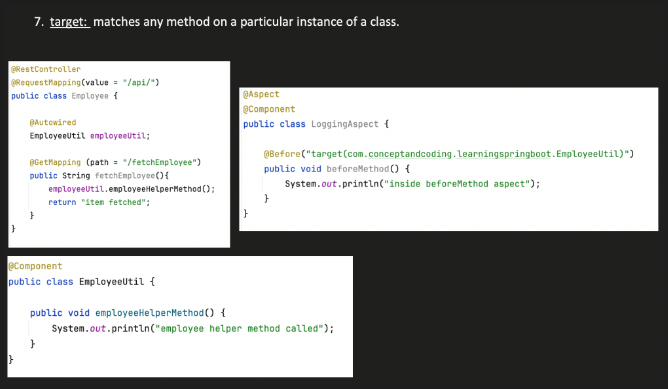 7. target: matches any method on a particular instance of a class.
@RestController
@RequestMapping(value = "/api/")
public class Employee {
@Autowired
EmployeeUtil employeeUtil;
@GetMapping (path = "/fetchEmployee")
public String fetchEmployee(){
employeeUtil.employeeHelperMethod();
return "item fetched";
}
}
@Aspect
@Component
public class LoggingAspect {
@Before("target(com.conceptandcoding.learningspringboot.EmployeeUtil)")
public void beforeMethod() {
System.out.println("inside beforeMethod aspect");
}
}
@Component
public class EmployeeUtil {
public void employeeHelperMethod() {
System.out.println("employee helper method called");
}
}